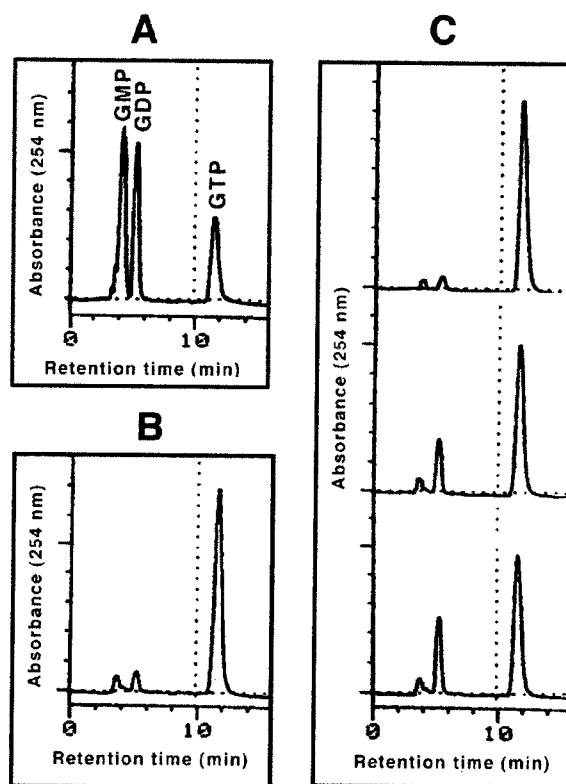 A
GMP
GDP
GTP
Absorbance (254 nm)
0 10
Retention time (min)
B
Absorbance (254 nm)
0 10
Retention time (min)
C
Absorbance (254 nm)
0 10
Retention time (min)